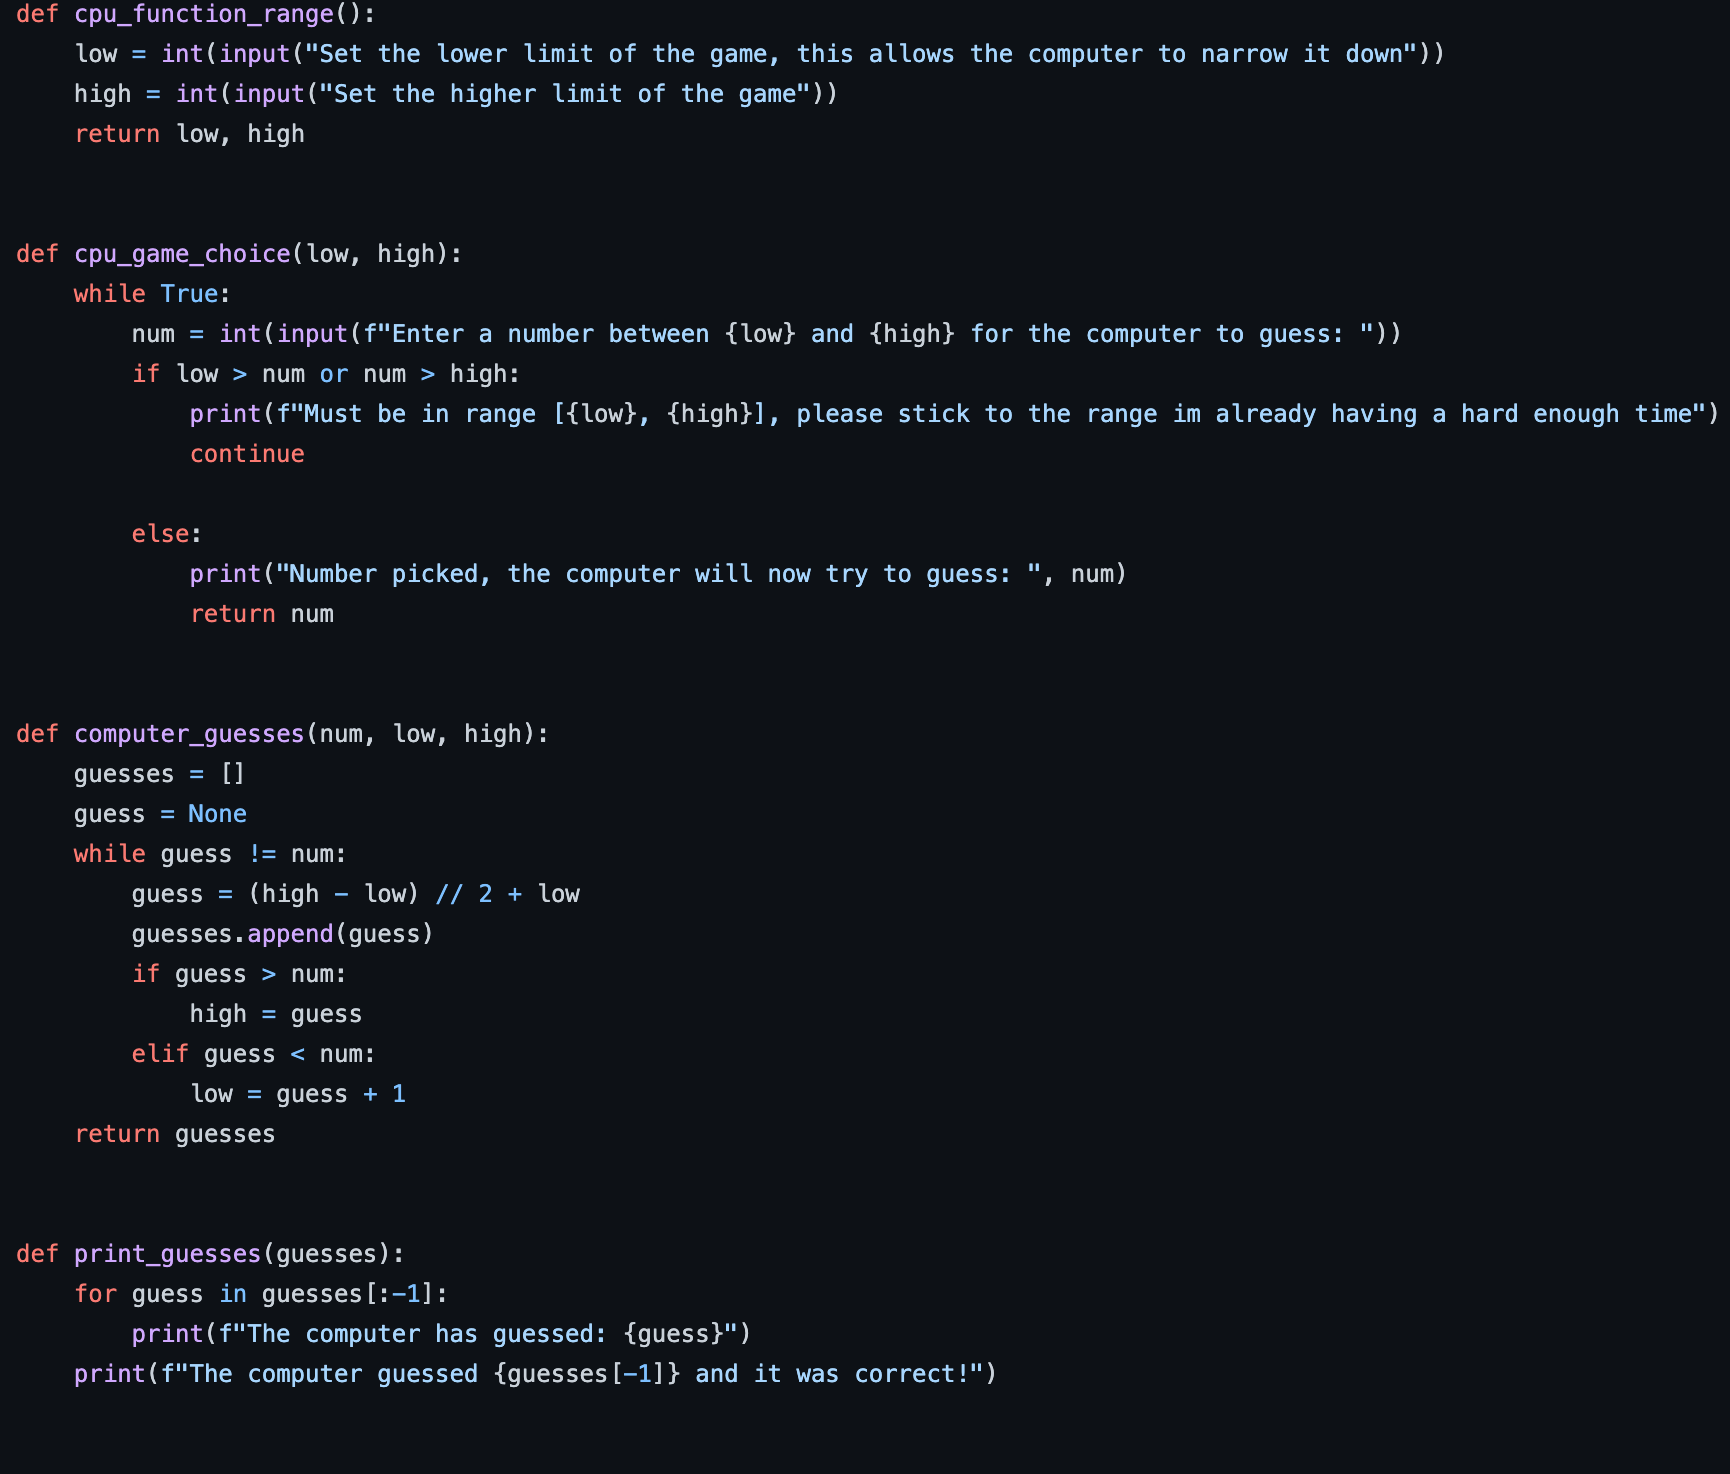 def cpu_function_range():
    low = int(input("Set the lower limit of the game, this allows the computer to narrow it down"))
    high = int(input("Set the higher limit of the game"))
    return low, high
def cpu_game_choice(low, high):
    while True:
        num = int(input(f"Enter a number between {low} and {high} for the computer to guess: "))
        if low > num or num > high:
            print(f"Must be in range [{low}, {high}], please stick to the range im already having a hard enough time")
            continue
        else:
            print("Number picked, the computer will now try to guess: ", num)
            return num
def computer_guesses(num, low, high):
    guesses = []
    guess = None
    while guess != num:
        guess = (high - low) // 2 + low
        guesses.append(guess)
        if guess > num:
            high = guess
        elif guess < num:
            low = guess + 1
    return guesses
def print_guesses(guesses):
    for guess in guesses[:-1]:
        print(f"The computer has guessed: {guess}")
    print(f"The computer guessed {guesses[-1]} and it was correct!")